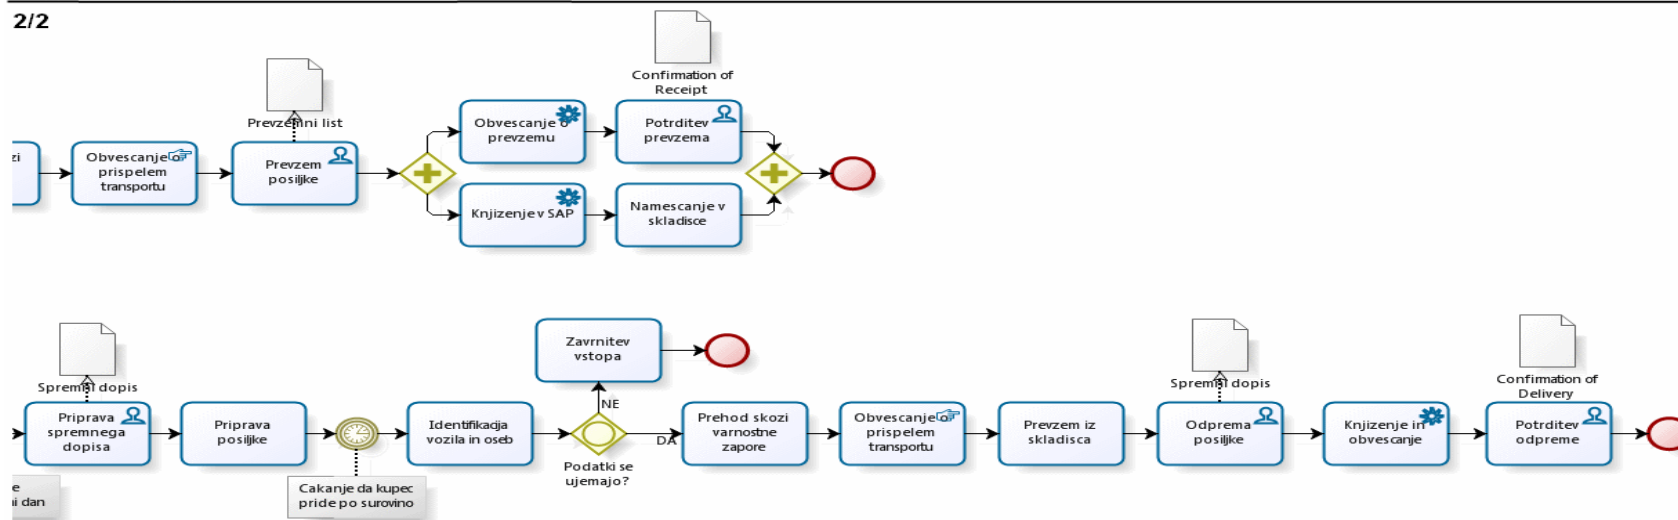 2/2
Confirmation of
Receipt
Prevzemni list
zi
Obvescanje o
prispelem
transportu
Prevzem
posiljke
Obvescanje o
prevzemu
Potrditev
prevzema
Knjizenje v SAP
Namescanje v
skladisce
Spremni dopis
Priprava
spremnega
dopisa
e
i dan
Priprava
posiljke
Cakanje da kupec
pride po surovino
Identifikacija
vozila in oseb
Zavrnitev
vstopa
NE
DA
Podatki se
ujemajo?
Prehod skozi
varnostne
zapore
Obvescanje o
prispelem
transportu
Prevzem iz
skladisca
Spremni dopis
Odprema
posiljke
Knjizenje in
obvescanje
Confirmation of
Delivery
Potrditev
odpreme